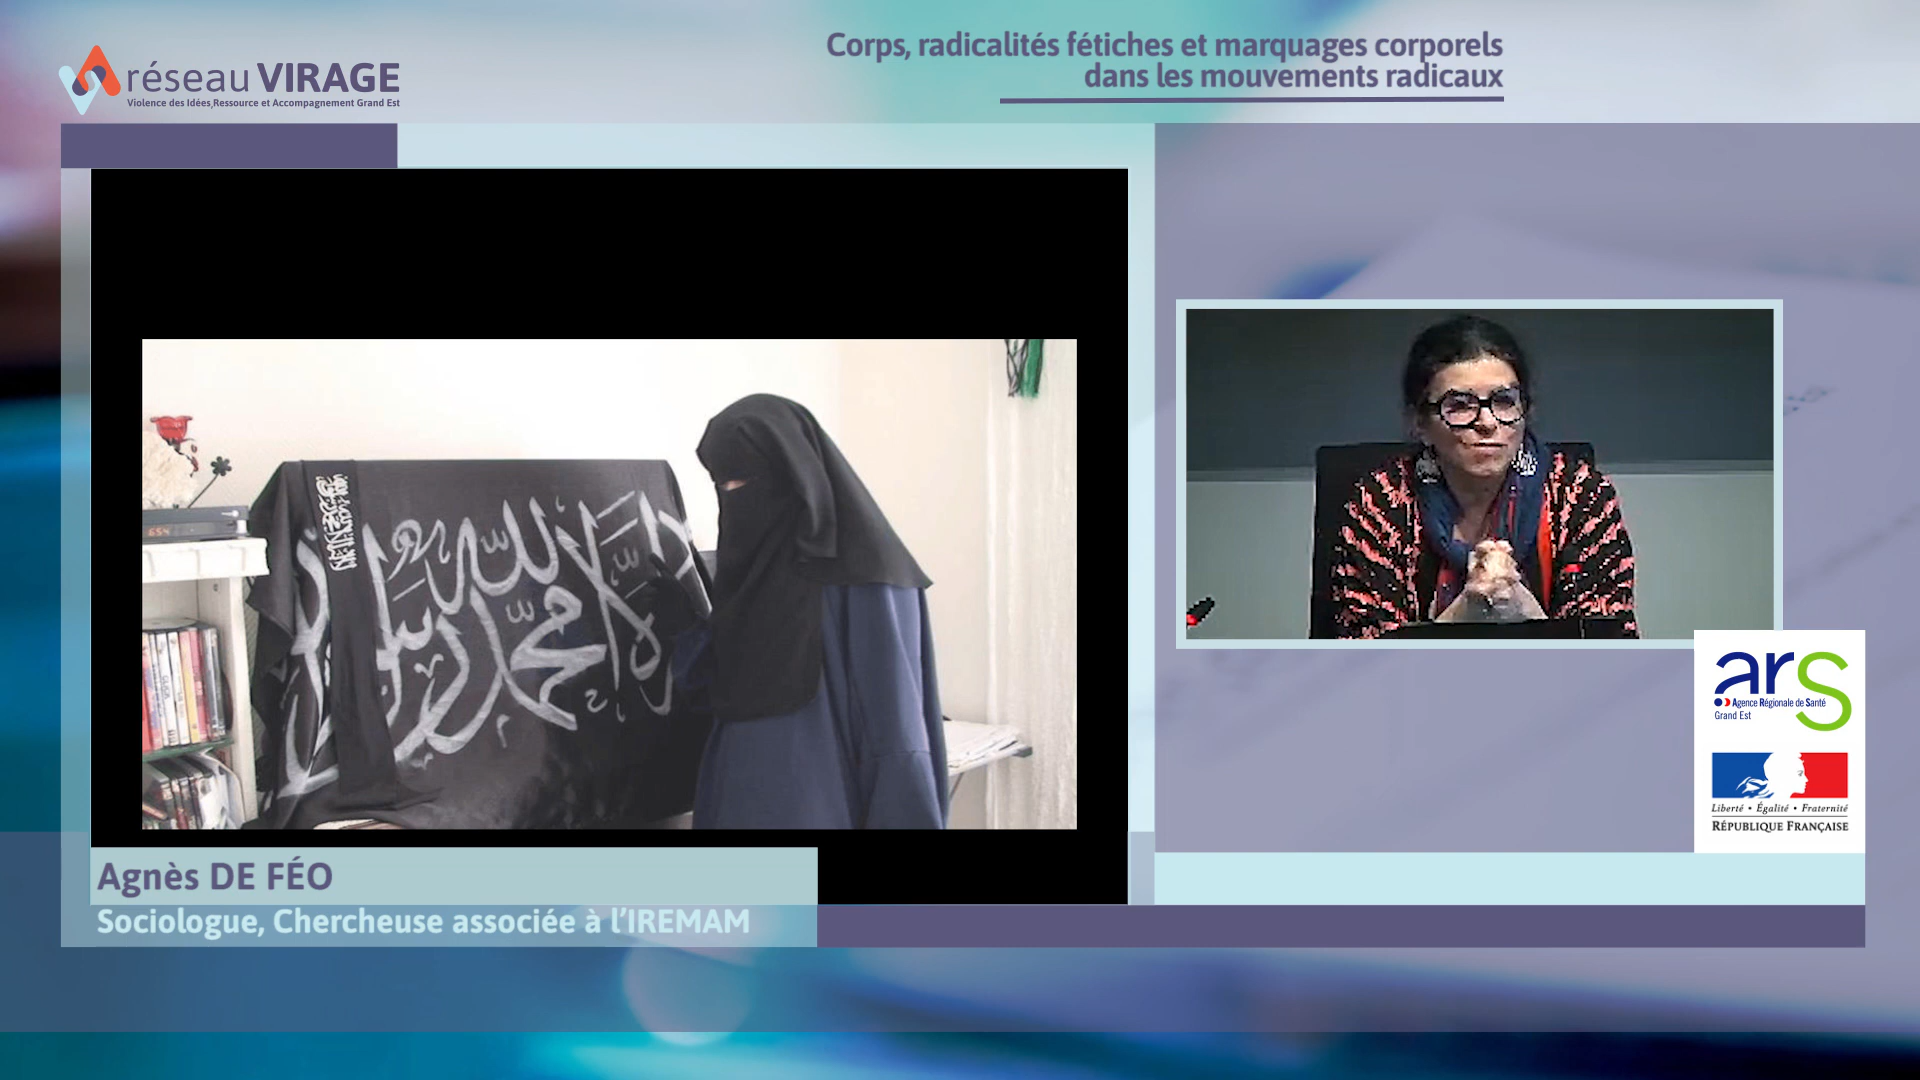 réseau VIRAGE
Violence des Idées,Ressource et Accompagnement Grand Est
Corps, radicalités fétiches et marquages corporels
dans les mouvements radicaux
654
لا إله إلا الله محمد رسول الله
Agnès DE FÉO
Sociologue, Chercheuse associée à l'IREMAM
ars
Agence Régionale de Santé
Grand Est
Liberté • Égalité • Fraternité
RÉPUBLIQUE FRANÇAISE